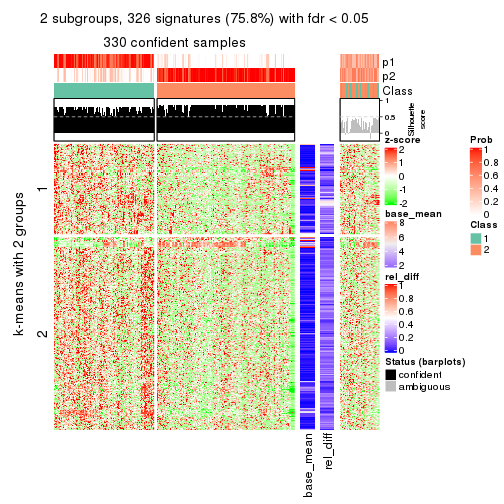 2 subgroups, 326 signatures (75.8%) with fdr < 0.05
330 confident samples
p1
p2
Class
1
0.5
0
Silhouette
score
k-means with 2 groups
1
2
base_mean
rel_diff
z-score
2
1
0
-1
-2
base_mean
8
6
4
2
rel_diff
1
0.8
0.6
0.4
0.2
0
Status (barplots)
confident
ambiguous
Prob
1
0.8
0.6
0.4
0.2
0
Class
1
2